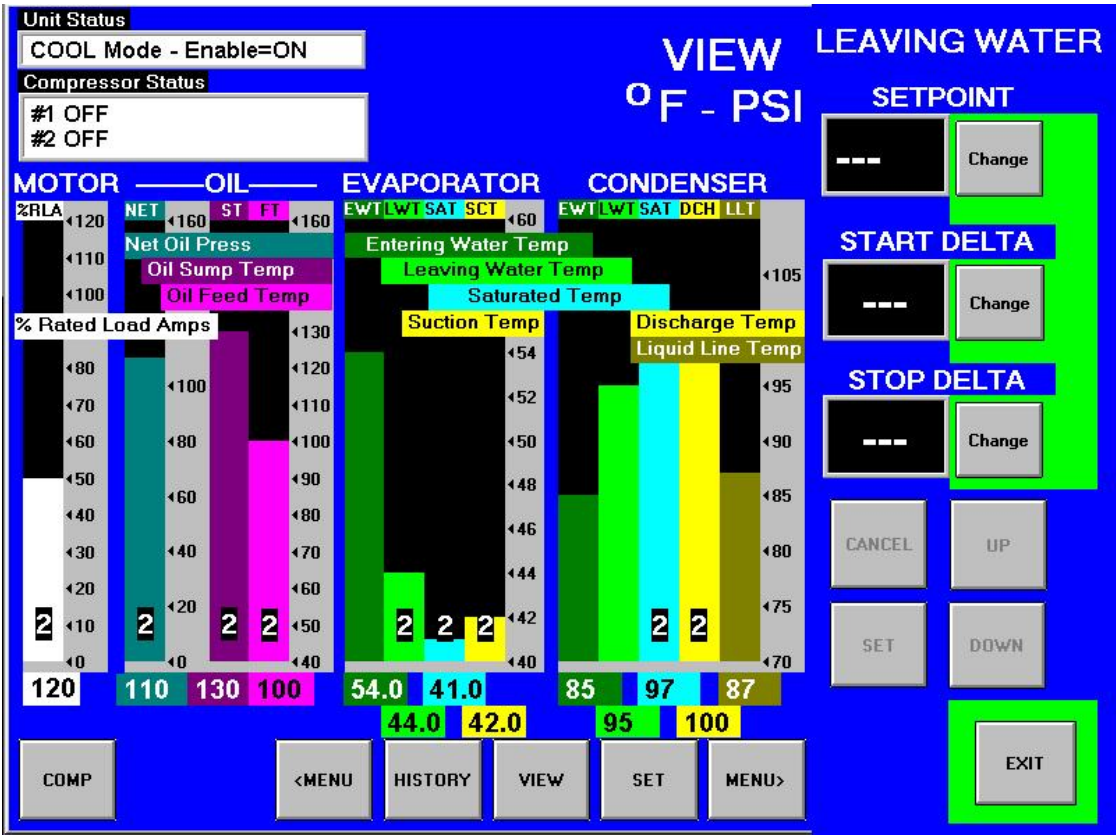 Unit Status
COOL Mode - Enable=ON
Compressor Status
#1 OFF
#2 OFF
VIEW
ºF - PSI
MOTOR
OIL
EVAPORATOR
CONDENSER
%RLA
NET
ST
FT
EWT LWT SAT SCT
EWT LWT SAT DCH LLT
Net Oil Press
Oil Sump Temp
Oil Feed Temp
% Rated Load Amps
Entering Water Temp
Leaving Water Temp
Saturated Temp
Suction Temp
Discharge Temp
Liquid Line Temp
120
110
100
80
70
60
50
40
30
20
10
0
160
100
80
60
40
20
0
160
130
120
110
100
90
80
70
60
50
40
60
54
52
50
48
46
44
42
40
105
95
90
85
80
75
70
2
2
2
2
2
2
2
2
2
120
110
130
100
54.0
41.0
44.0
42.0
85
97
87
95
100
COMP
<MENU
HISTORY
VIEW
SET
MENU>
LEAVING WATER
SETPOINT
---
Change
START DELTA
---
Change
STOP DELTA
---
Change
CANCEL
UP
SET
DOWN
EXIT